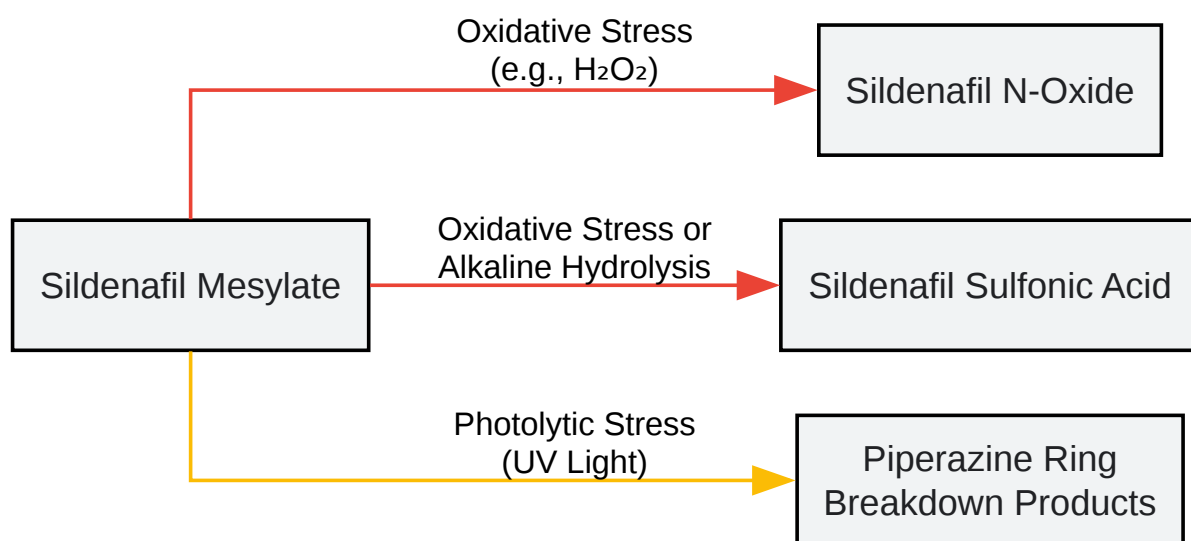 Oxidative Stress
(e.g., H₂O₂)
Sildenafil N-Oxide
Sildenafil Mesylate
Oxidative Stress or
Alkaline Hydrolysis
Sildenafil Sulfonic Acid
Photolytic Stress
(UV Light)
Piperazine Ring
Breakdown Products